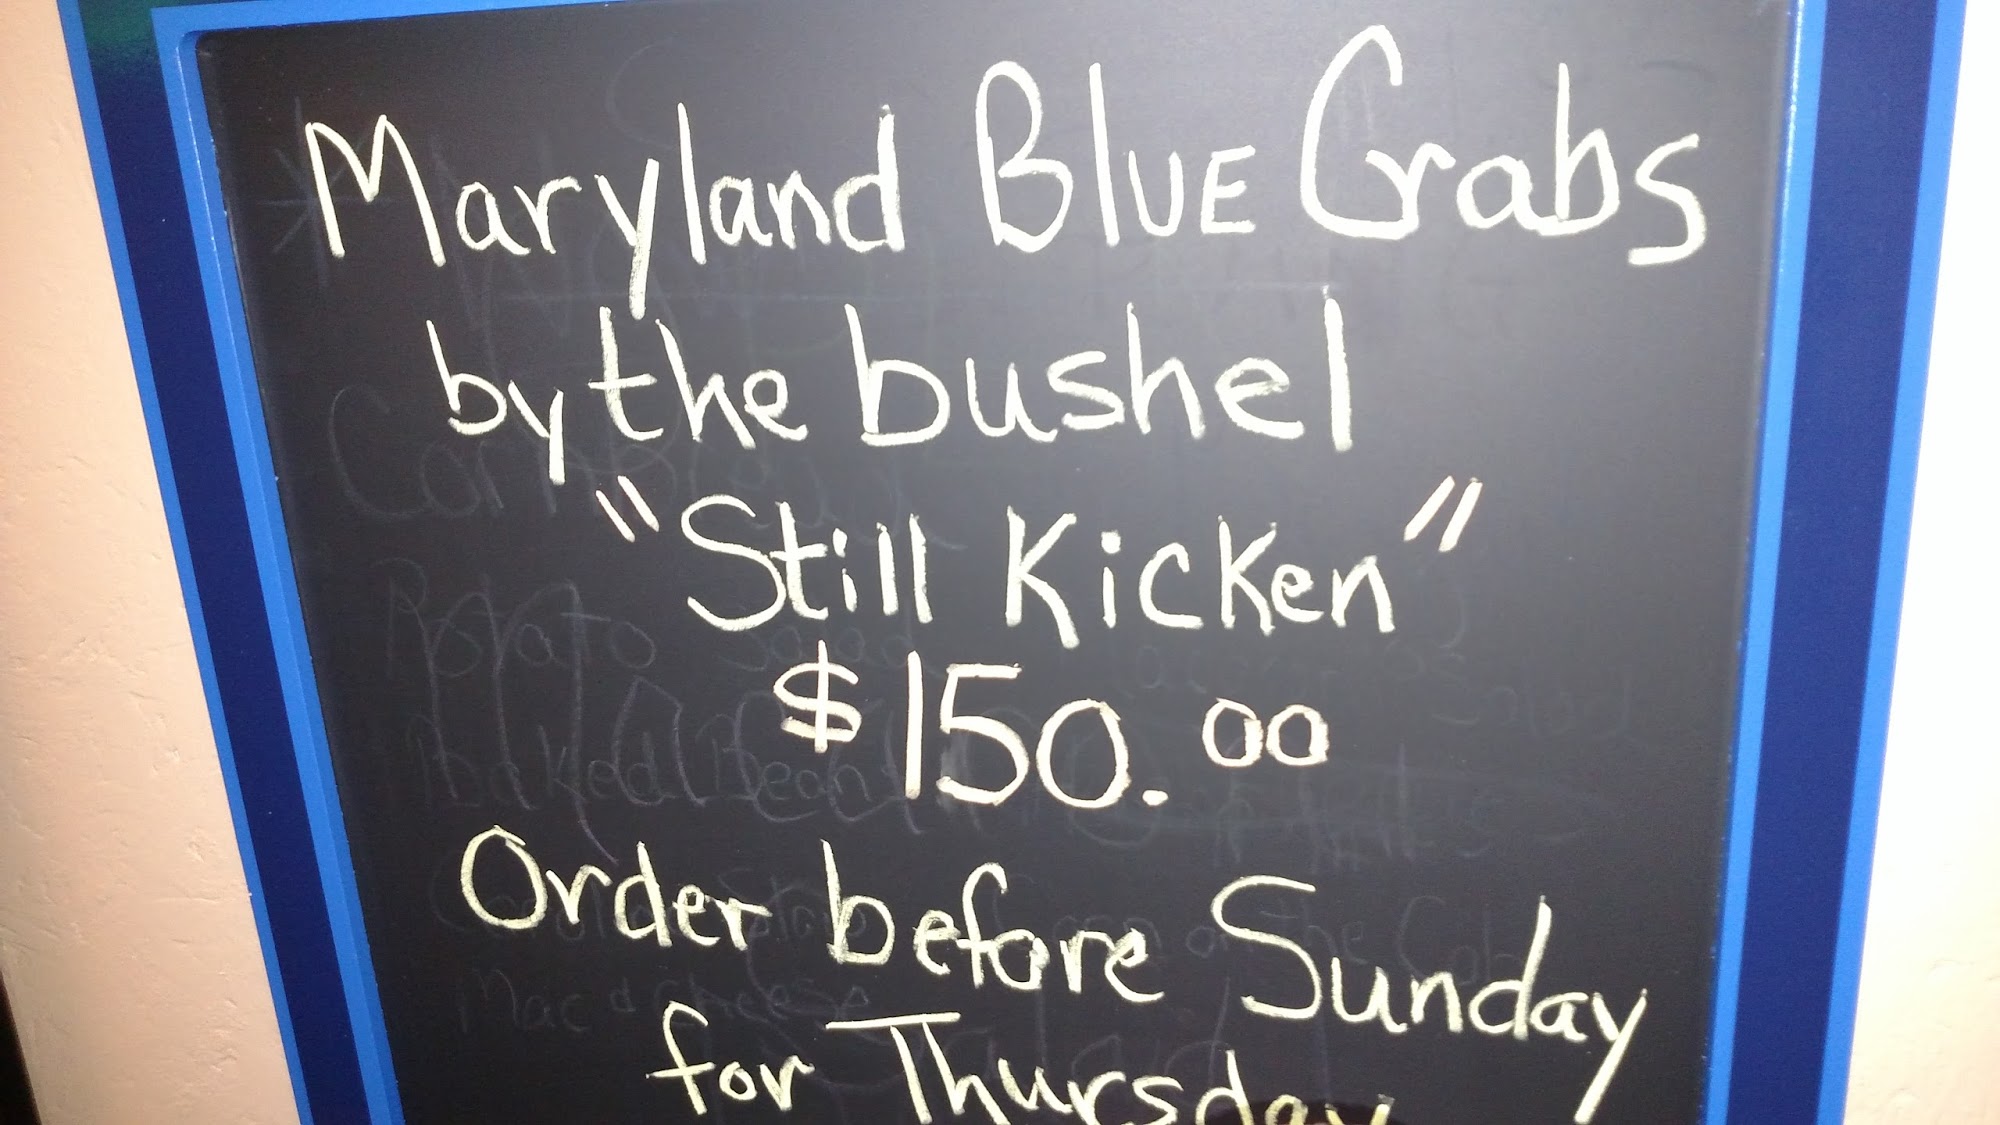 Maryland BlUE Crabs
by the bushel
"Still Kicken"
$150.00
Order before Sunday
for Thursday